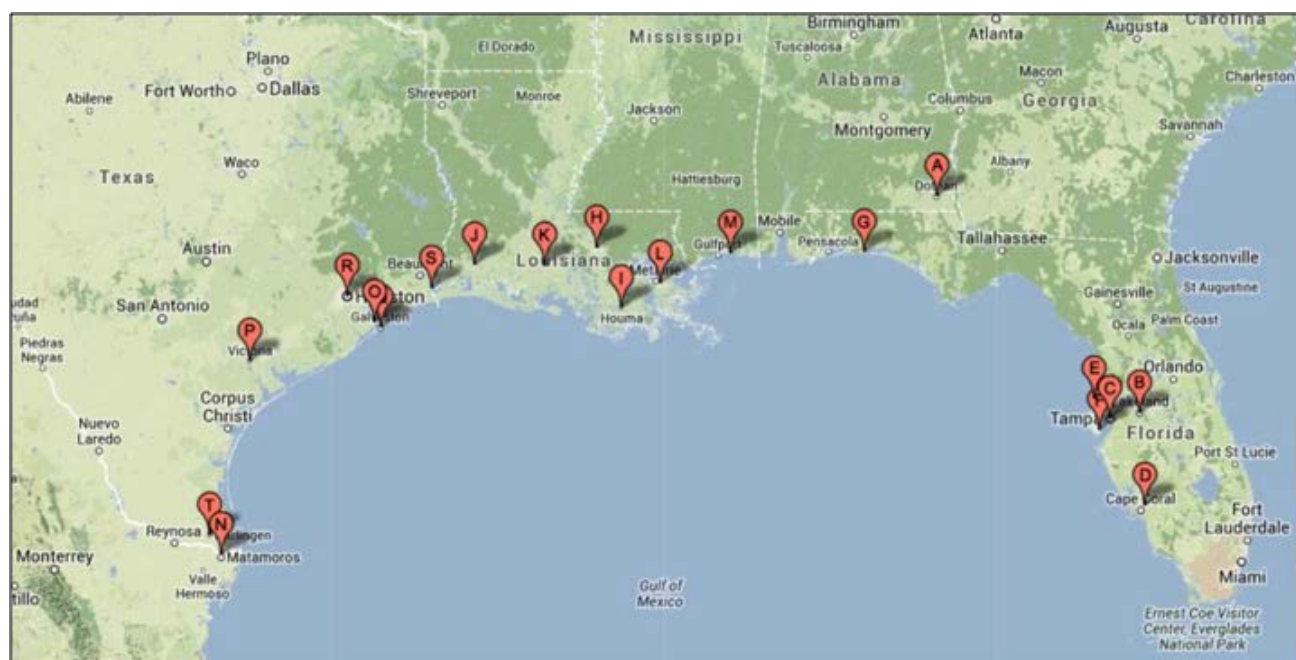 Carolina
Birmingham
Atlanta
Augusta
Mississippi
Tuscaloosa
El Dorado
Plano
Fort Worth
Dallas
Alabama
Macon
Charleston
Abilene
Shreveport
Monroe
Columbus
Georgia
Jackson
Montgomery
Savannah
Waco
Albany
Texas
A
Hattiesburg
H
M
G
Mobile
J
K
Gulfport
Pensacola
Tallahassee
Austin
S
L
Louisiana
Jacksonville
R
I
Gainesville
St Augustine
San Antonio
O
Houma
Ocala
Palm Coast
P
Piedras
Negras
Victoria
E
Orlando
Corpus
Christi
C
B
F
Tampa
Florida
Nuevo
Laredo
Port St Lucie
D
Cape Coral
T
N
Reynosa
Fort
Lauderdale
Monterrey
Matamoros
Valle
Hermoso
Miami
Gulf of
Mexico
Ernest Coe Visitor
Center, Everglades
National Park